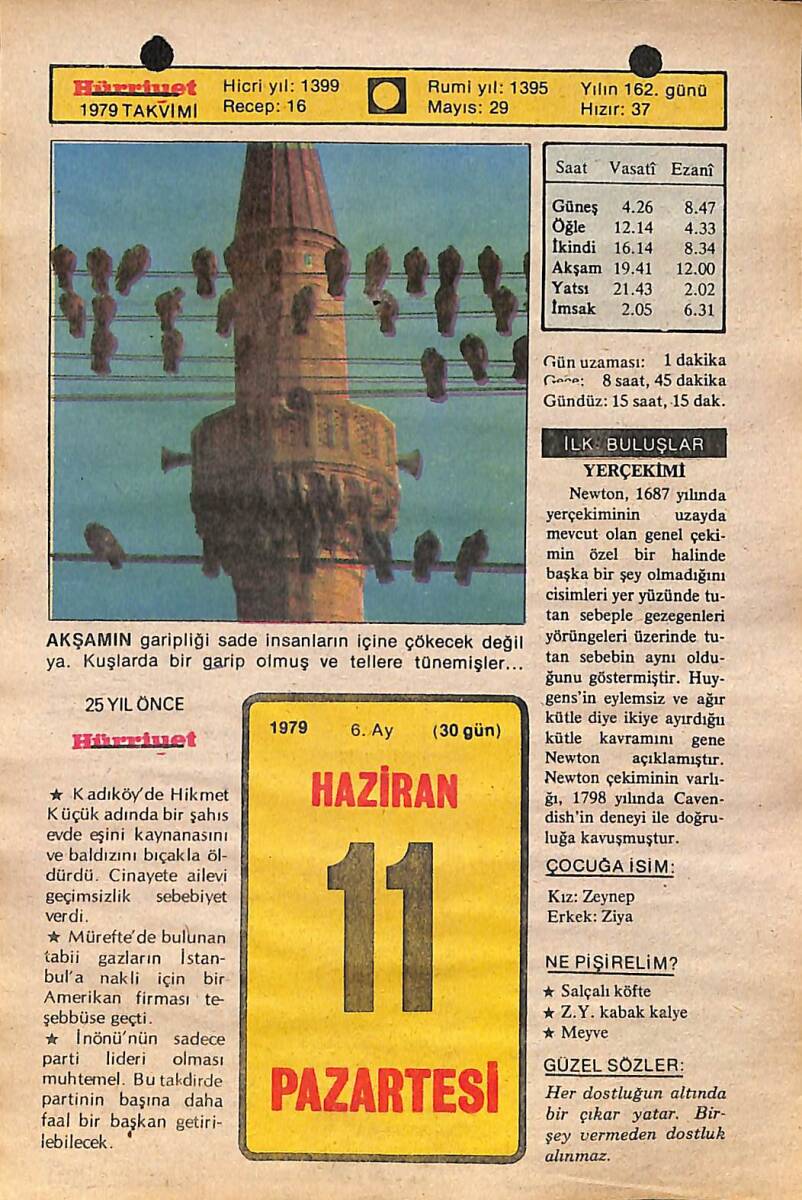 Hürriyet
1979 TAKVİMİ
Hicri yıl: 1399
Recep: 16
Rumi yıl: 1395
Mayıs: 29
Yılın 162. günü
Hızır: 37
Saat Vasatî Ezanî
Güneş 4.26 8.47
Öğle 12.14 4.33
İkindi 16.14 8.34
Akşam 19.41 12.00
Yatsı 21.43 2.02
İmsak 2.05 6.31
Gün uzaması: 1 dakika
Gece: 8 saat, 45 dakika
Gündüz: 15 saat, 15 dak.
AKŞAMIN garipliği sade insanların içine çökecek değil
ya. Kuşlarda bir garip olmuş ve tellere tünemişler...
25 YIL ÖNCE
Hürriyet
★ Kadıköy'de Hikmet
Küçük adında bir şahıs
evde eşini kaynanasını
ve baldızını bıçakla öl-
dürdü. Cinayete ailevi
geçimsizlik sebebiyet
verdi.
★ Mürefte'de bulunan
tabii gazların İstan-
bul'a nakli için bir
Amerikan firması te-
şebbüse geçti.
★ İnönü'nün sadece
parti lideri olması
muhtemel. Bu takdirde
partinin başına daha
faal bir başkan getiri-
lebilecek.
1979 6. Ay (30 gün)
HAZİRAN
11
PAZARTESİ
İLK BULUŞLAR
YERÇEKİMİ
Newton, 1687 yılında
yerçekiminin uzayda
mevcut olan genel çeki-
min özel bir halinde
başka bir şey olmadığını
cisimleri yer yüzünde tu-
tan sebeple gezegenleri
yörüngeleri üzerinde tu-
tan sebebin aynı oldu-
ğunu göstermiştir. Huy-
gens'in eylemsiz ve ağır
kütle diye ikiye ayırdığı
kütle kavramını gene
Newton açıklamıştır.
Newton çekiminin varlı-
ğı, 1798 yılında Caven-
dish'in deneyi ile doğru-
luğa kavuşmuştur.
ÇOCUĞA İSİM:
Kız: Zeynep
Erkek: Ziya
NE PİŞİRELİM?
★ Salçalı köfte
★ Z.Y. kabak kalye
★ Meyve
GÜZEL SÖZLER:
Her dostluğun altında
bir çıkar yatar. Bir-
şey vermeden dostluk
alınmaz.